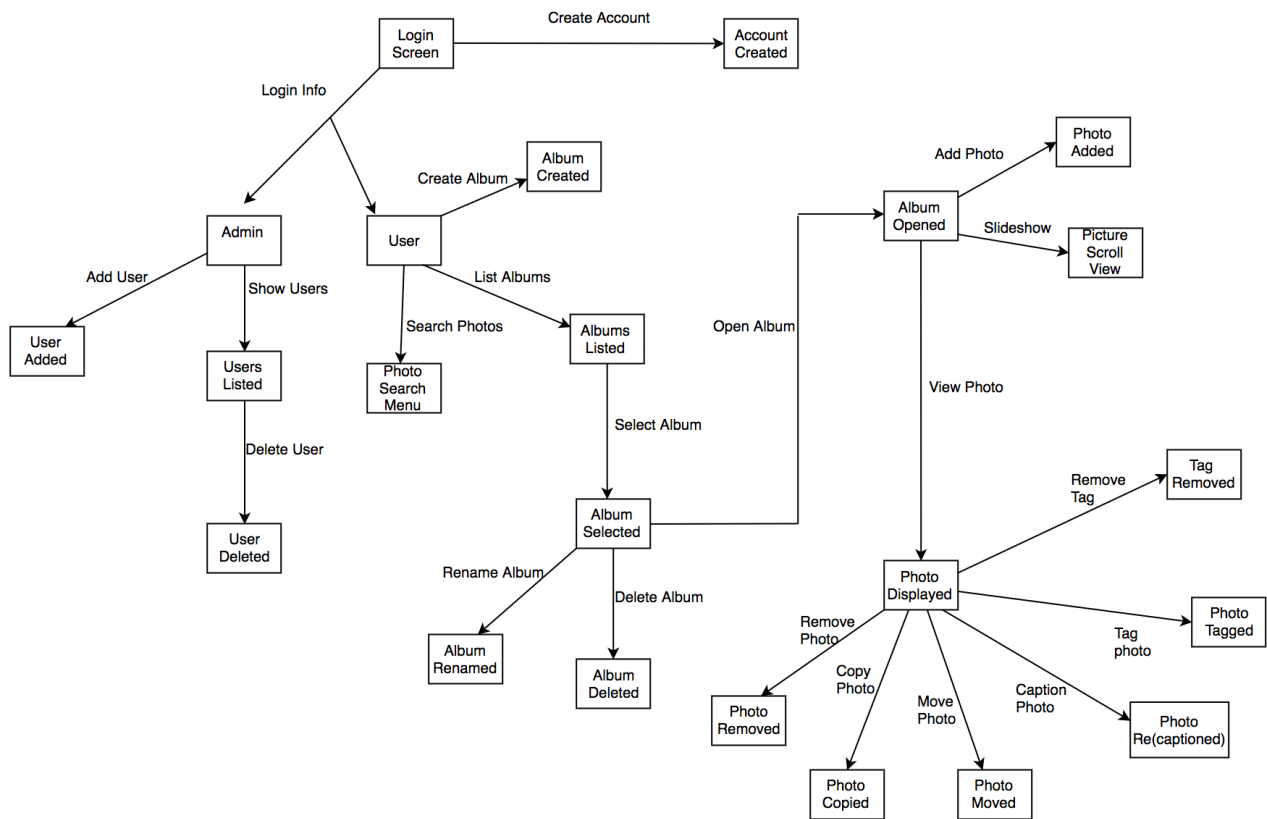 Create Account
Login
Screen
Account
Created
Login Info
Album
Created
Create Album
Photo
Added
Add Photo
Admin
User
Album
Opened
Slideshow
Picture
Scroll
View
Add User
Show Users
List Albums
Search Photos
Open Album
User
Added
Albums
Listed
Users
Listed
Photo
Search
Menu
View Photo
Select Album
Delete User
Tag
Removed
Remove
Tag
Album
Selected
User
Deleted
Rename Album
Delete Album
Photo
Displayed
Photo
Tagged
Remove
Photo
Tag
photo
Album
Renamed
Album
Deleted
Copy
Photo
Move
Photo
Caption
Photo
Photo
Removed
Photo
Re(captioned)
Photo
Copied
Photo
Moved